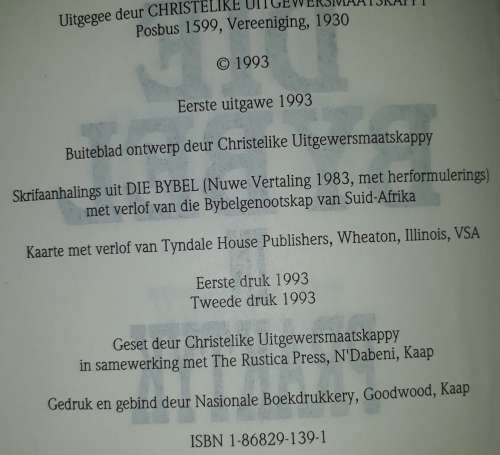 Uitgegee deur CHRISTELIKE UITGEWERSMAATSKAPPY
Posbus 1599, Vereeniging, 1930
© 1993
Eerste uitgawe 1993
Buiteblad ontwerp deur Christelike Uitgewersmaatskappy
Skrifaanhalings uit DIE BYBEL (Nuwe Vertaling 1983, met herformulerings)
met verlof van die Bybelgenootskap van Suid-Afrika
Kaarte met verlof van Tyndale House Publishers, Wheaton, Illinois, VSA
Eerste druk 1993
Tweede druk 1993
Geset deur Christelike Uitgewersmaatskappy
in samewerking met The Rustica Press, N'Dabeni, Kaap
Gedruk en gebind deur Nasionale Boekdrukkery, Goodwood, Kaap
ISBN 1-86829-139-1